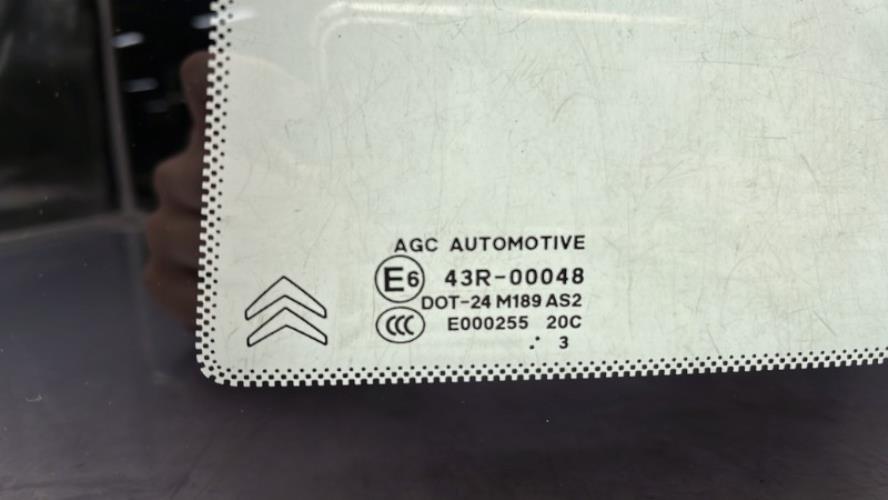 AGC AUTOMOTIVE
E6 43R-00048
DOT-24 M189 AS2
CCC E000255 20C
.· 3